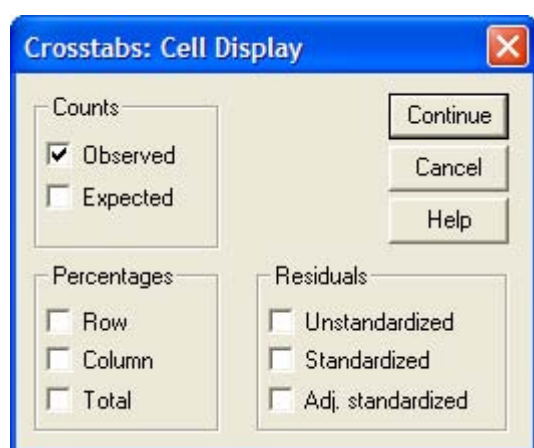 Crosstabs: Cell Display
Counts
Observed
Expected
Continue
Cancel
Help
Percentages
Row
Column
Total
Residuals
Unstandardized
Standardized
Adj. standardized